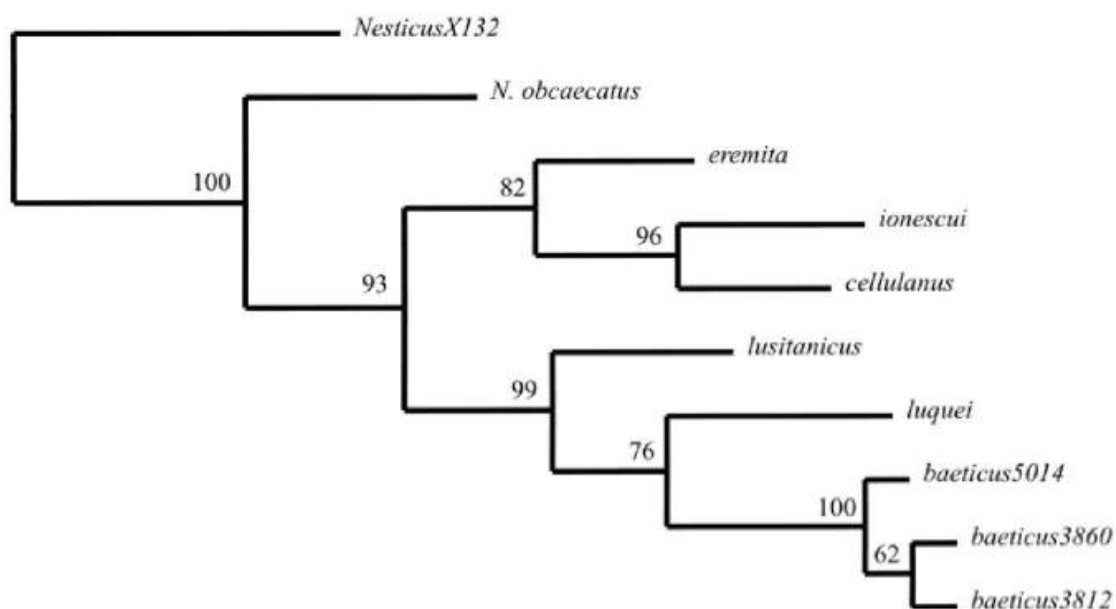 NesticusX132
N. obcaecatus
eremita
100
82
ionescui
96
cellulanus
93
lusitanicus
99
luquei
76
baeticus5014
100
baeticus3860
62
baeticus3812